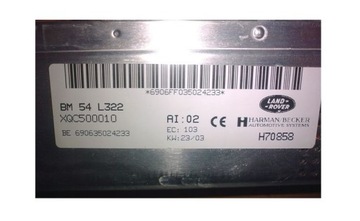 *6906FF035024233*
BM 54 L322
XQC500010
BE 690635024233
AI:02 CE
EC: 103
KW: 23/03
LAND ROVER
HARMAN/BECKER
AUTOMOTIVE SYSTEMS
H70858